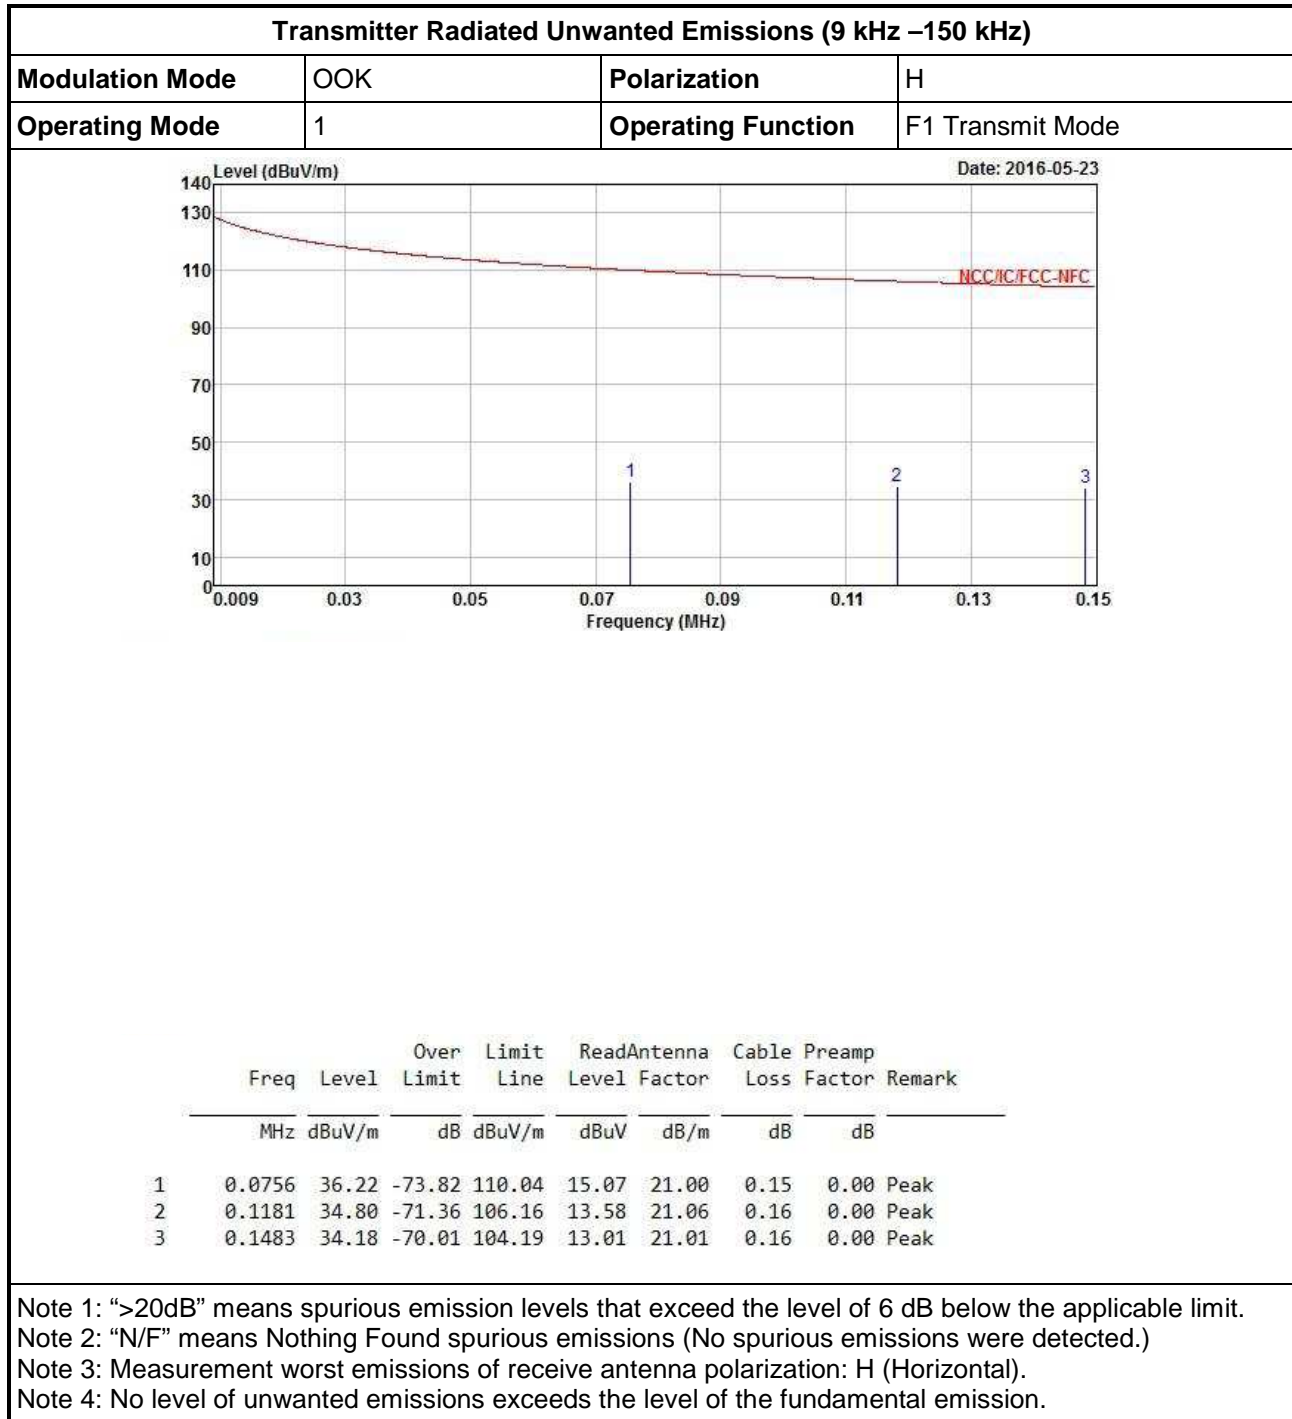 Transmitter Radiated Unwanted Emissions (9 kHz –150 kHz)
Modulation Mode OOK Polarization H
Operating Mode 1 Operating Function F1 Transmit Mode
Level (dBuV/m) Date: 2016-05-23
140
130
110
NCC/IC/FCC-NFC
90
70
50
1 2 3
30
10
0
0.009 0.03 0.05 0.07 0.09 0.11 0.13 0.15
Frequency (MHz)
Over Limit ReadAntenna Cable Preamp
Freq Level Limit Line Level Factor Loss Factor Remark
MHz dBuV/m dB dBuV/m dBuV dB/m dB dB
1 0.0756 36.22 -73.82 110.04 15.07 21.00 0.15 0.00 Peak
2 0.1181 34.80 -71.36 106.16 13.58 21.06 0.16 0.00 Peak
3 0.1483 34.18 -70.01 104.19 13.01 21.01 0.16 0.00 Peak
Note 1: “>20dB” means spurious emission levels that exceed the level of 6 dB below the applicable limit.
Note 2: “N/F” means Nothing Found spurious emissions (No spurious emissions were detected.)
Note 3: Measurement worst emissions of receive antenna polarization: H (Horizontal).
Note 4: No level of unwanted emissions exceeds the level of the fundamental emission.